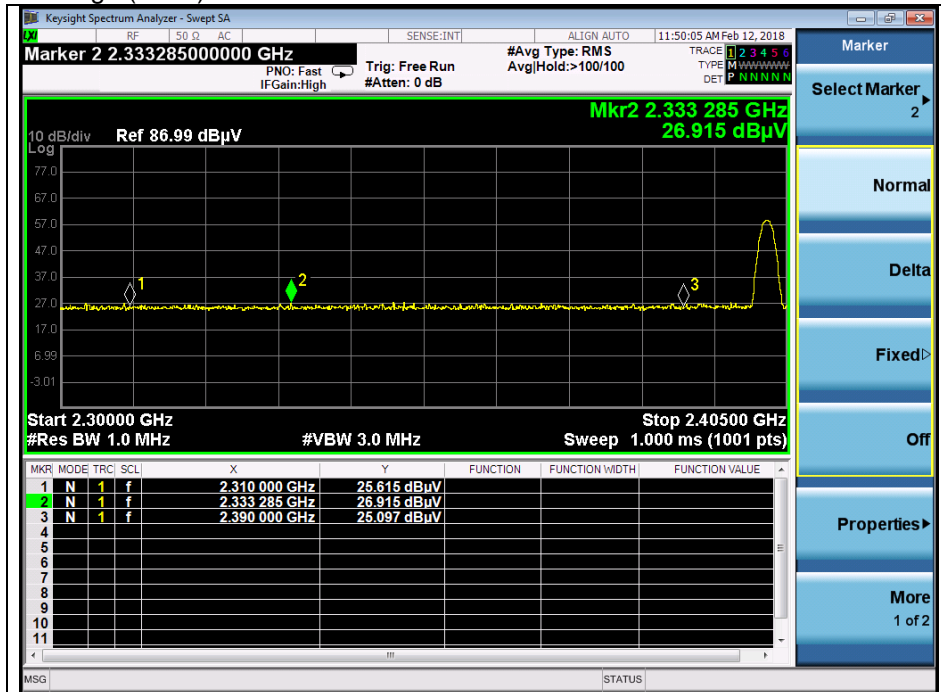 Keysight Spectrum Analyzer - Swept SA
LXI RF 50 Ω AC SENSE:INT ALIGN AUTO 11:50:05 AM Feb 12, 2018
Marker 2 2.333285000000 GHz
PNO: Fast
IFGain:High
Trig: Free Run
#Atten: 0 dB
#Avg Type: RMS
Avg|Hold:>100/100
TRACE 1 2 3 4 5 6
TYPE M WWWWW
DET P N N N N N
Mkr2 2.333 285 GHz
26.915 dBµV
10 dB/div Ref 86.99 dBµV
Log
77.0
67.0
57.0
47.0
37.0
27.0
17.0
6.99
-3.01
1
2
3
Start 2.30000 GHz Stop 2.40500 GHz
#Res BW 1.0 MHz #VBW 3.0 MHz Sweep 1.000 ms (1001 pts)
MKR MODE TRC SCL X Y FUNCTION FUNCTION WIDTH FUNCTION VALUE
1 N 1 f 2.310 000 GHz 25.615 dBµV
2 N 1 f 2.333 285 GHz 26.915 dBµV
3 N 1 f 2.390 000 GHz 25.097 dBµV
4
5
6
7
8
9
10
11
MSG STATUS
Marker
Select Marker
2
Normal
Delta
Fixed
Off
Properties
More
1 of 2